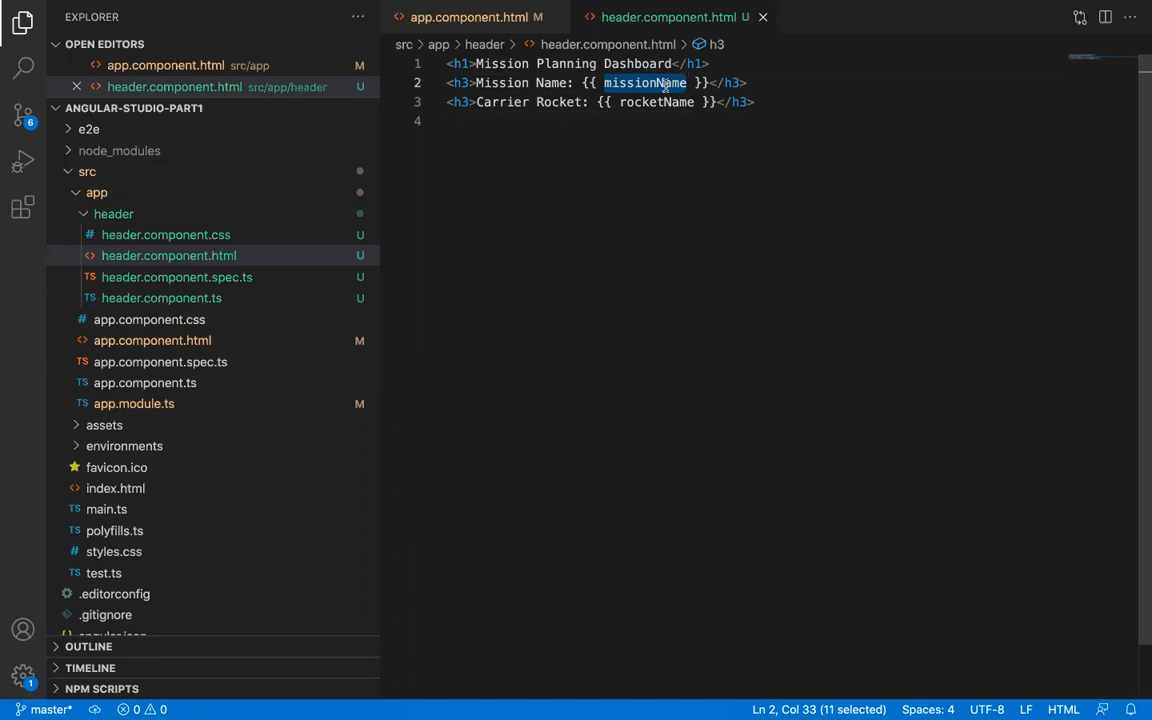 EXPLORER
OPEN EDITORS
app.component.html src/app M
header.component.html src/app/header U
ANGULAR-STUDIO-PART1
e2e
node_modules
src
app
header
header.component.css U
header.component.html U
header.component.spec.ts U
header.component.ts U
app.component.css
app.component.html M
app.component.spec.ts
app.component.ts
app.module.ts M
assets
environments
favicon.ico
index.html
main.ts
polyfills.ts
styles.css
test.ts
.editorconfig
.gitignore
OUTLINE
TIMELINE
NPM SCRIPTS
6
1
app.component.html M
header.component.html U
src > app > header > header.component.html > h3
1 <h1>Mission Planning Dashboard</h1>
2 <h3>Mission Name: {{ missionName }}</h3>
3 <h3>Carrier Rocket: {{ rocketName }}</h3>
4
master* 0 0 Ln 2, Col 33 (11 selected) Spaces: 4 UTF-8 LF HTML